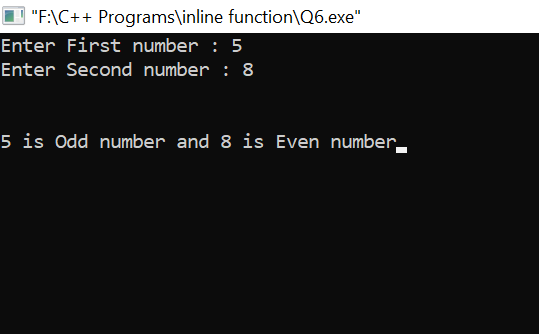 "F:\C++ Programs\inline function\Q6.exe"
Enter First number : 5
Enter Second number : 8
5 is Odd number and 8 is Even number